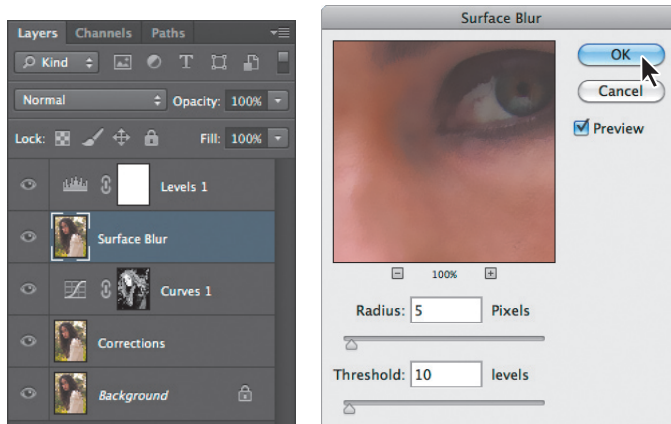 Layers Channels Paths
Kind T
Normal Opacity: 100%
Lock: Fill: 100%
Levels 1
Surface Blur
Curves 1
Corrections
Background
Surface Blur
OK
Cancel
Preview
100%
Radius: 5 Pixels
Threshold: 10 levels